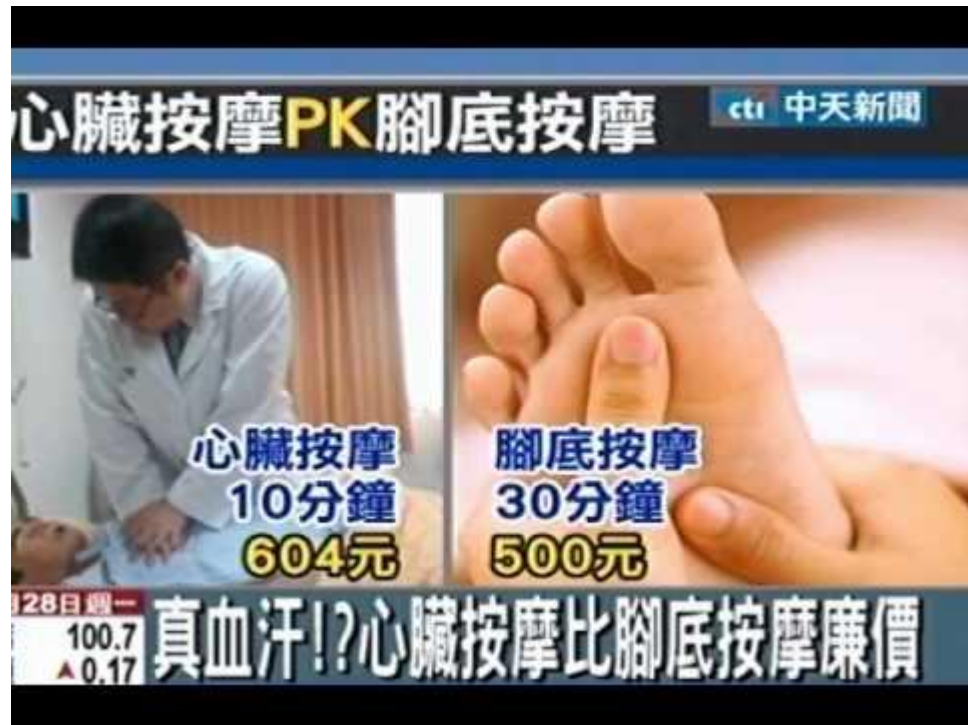 心臟按摩PK腳底按摩
cti 中天新聞
心臟按摩
10分鐘
604元
腳底按摩
30分鐘
500元
28日週一
100.7
▲0.17
真血汗!?心臟按摩比腳底按摩廉價